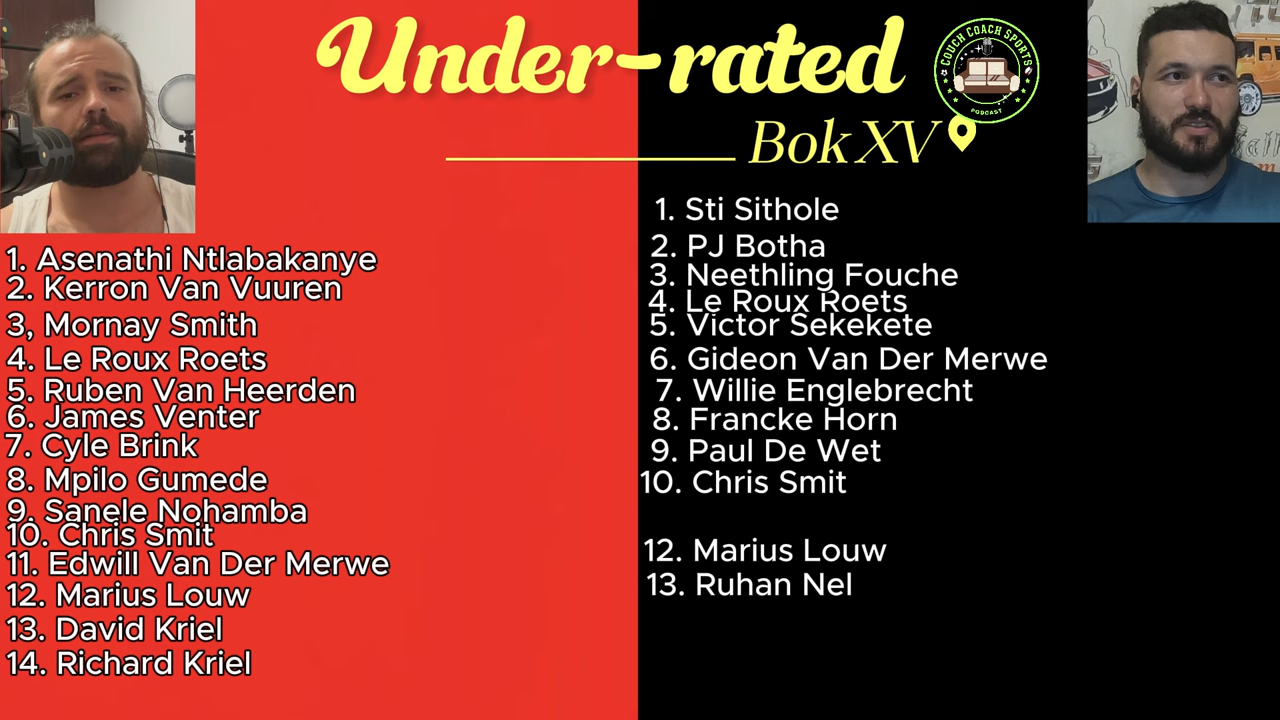 Under-rated
COUCH COACH SPORTS
PODCAST
Bok XV
1. Asenathi Ntlabakanye
2. Kerron Van Vuuren
3, Mornay Smith
4. Le Roux Roets
5. Ruben Van Heerden
6. James Venter
7. Cyle Brink
8. Mpilo Gumede
9. Sanele Nohamba
10. Chris Smit
11. Edwill Van Der Merwe
12. Marius Louw
13. David Kriel
14. Richard Kriel
1. Sti Sithole
2. PJ Botha
3. Neethling Fouche
4. Le Roux Roets
5. Victor Sekekete
6. Gideon Van Der Merwe
7. Willie Englebrecht
8. Francke Horn
9. Paul De Wet
10. Chris Smit
12. Marius Louw
13. Ruhan Nel